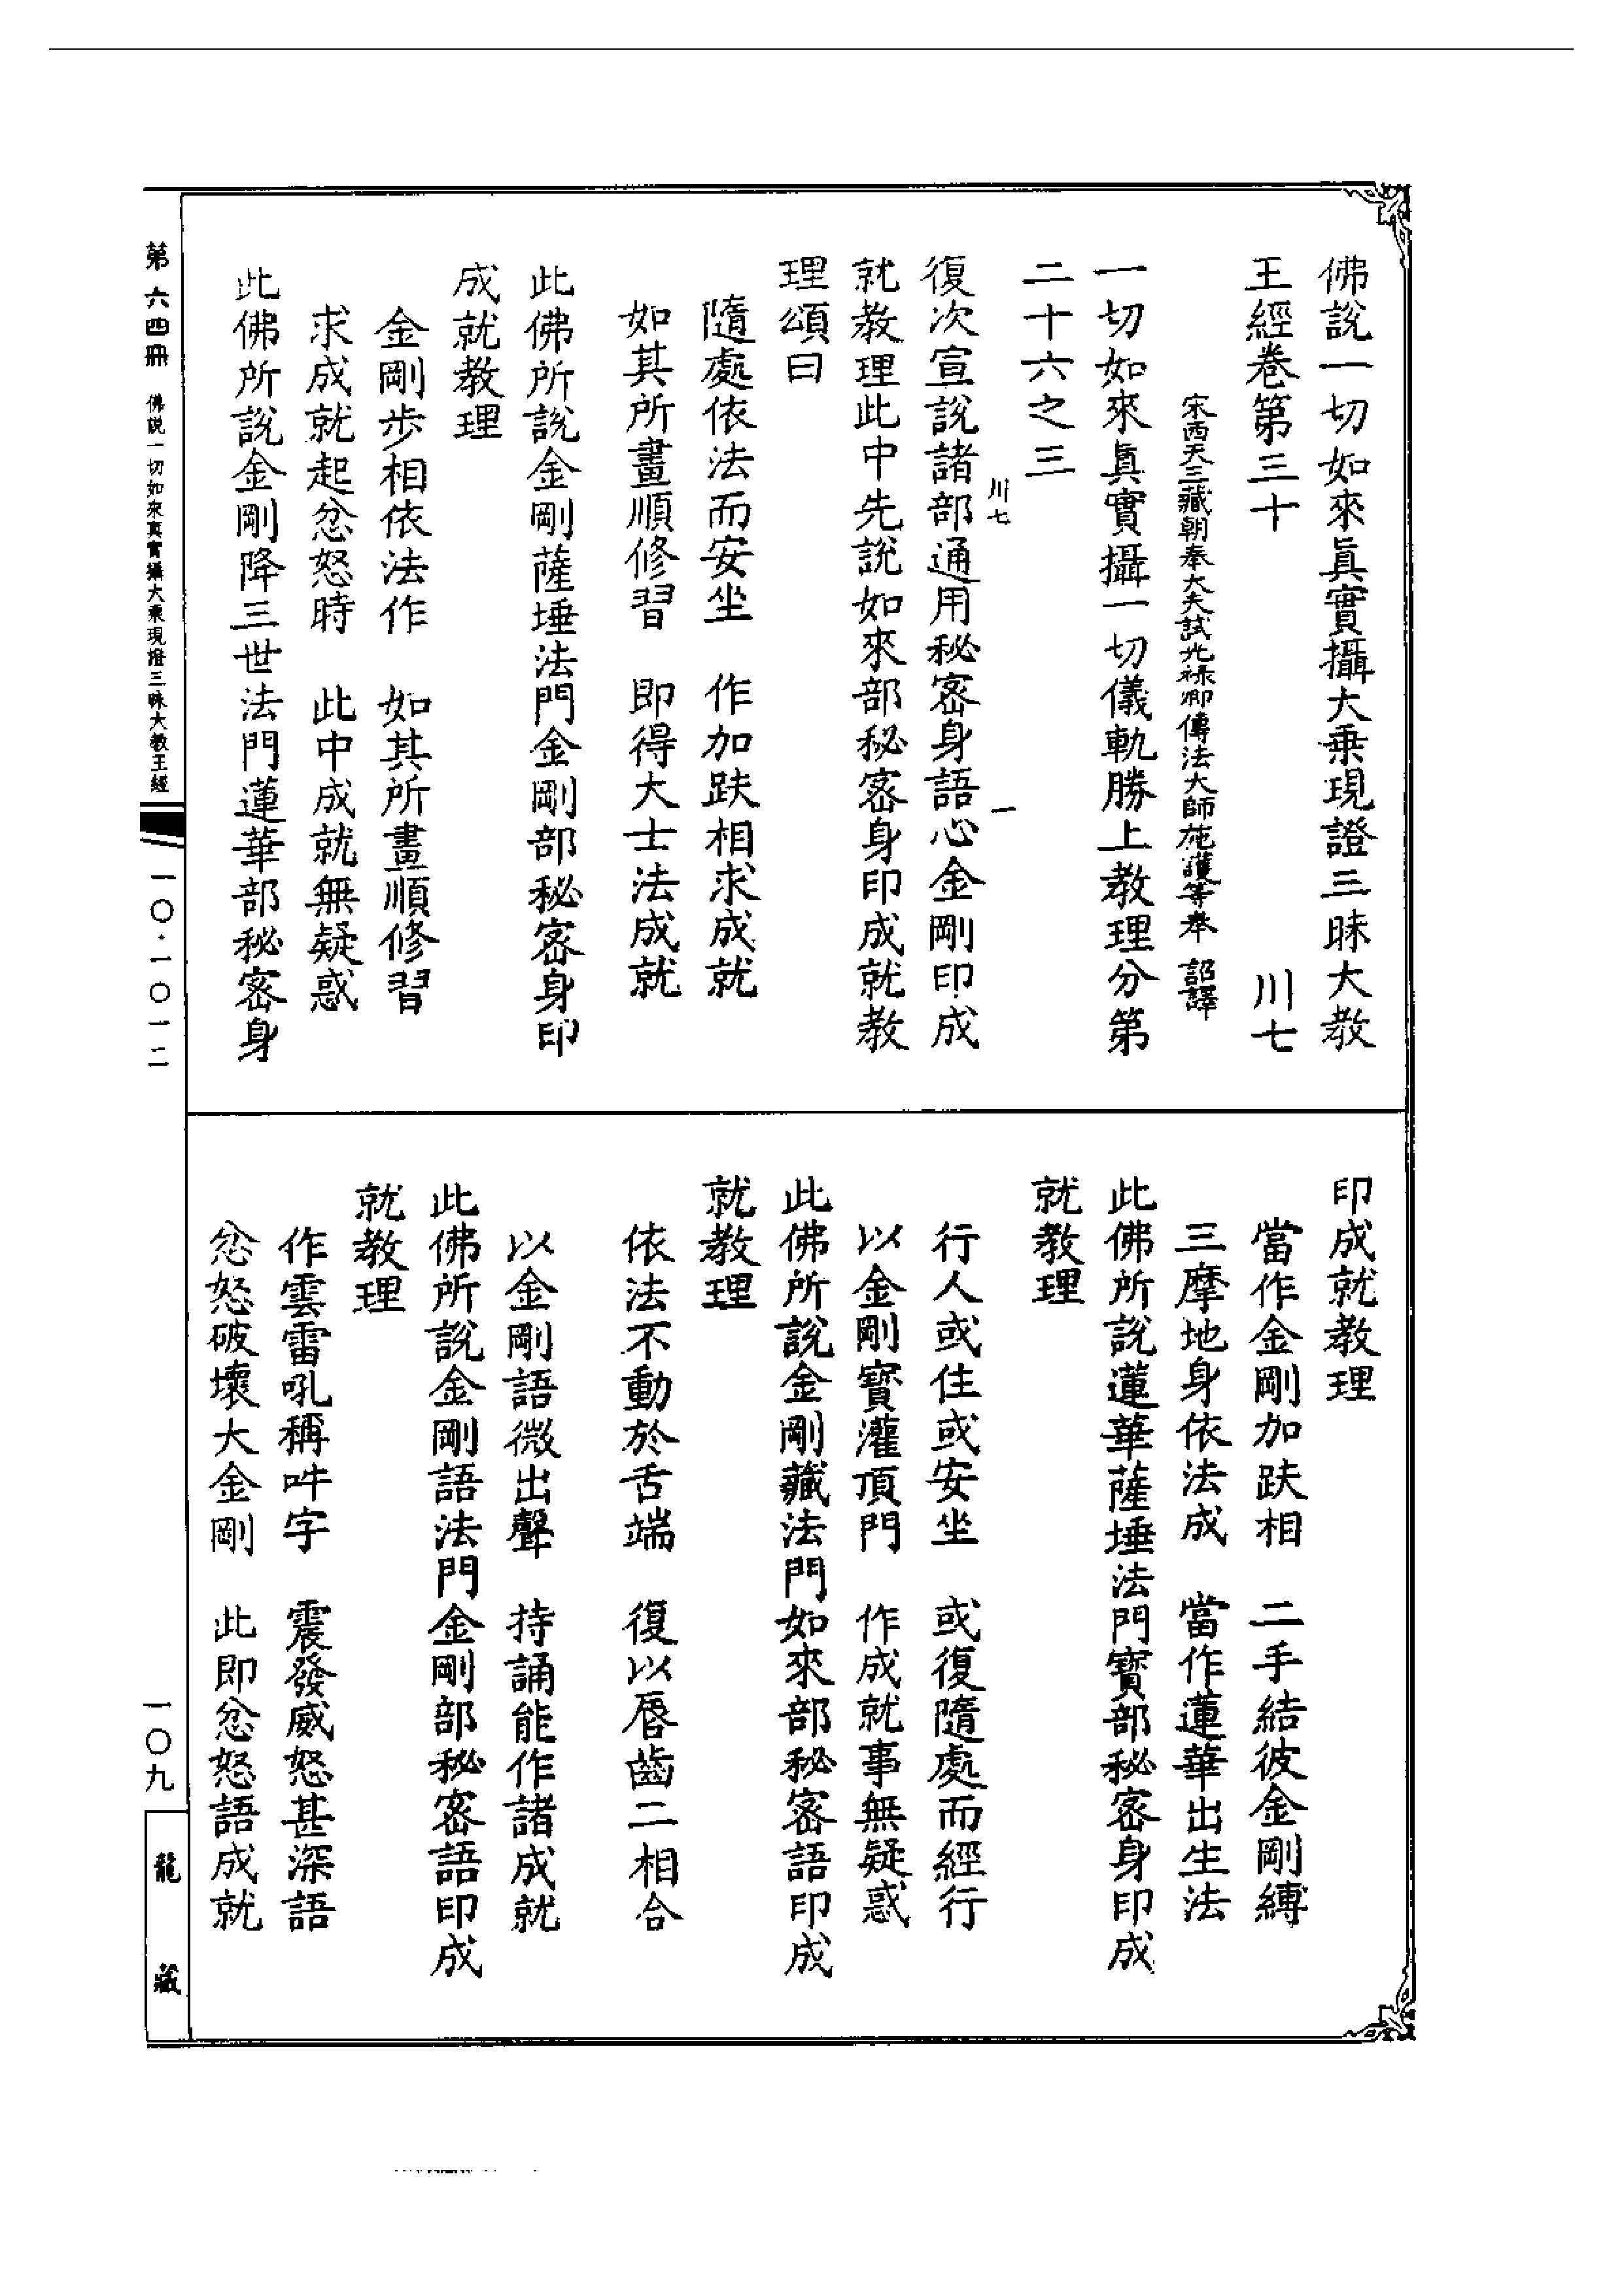 佛說一切如來眞實攝大乗現證三昧大教
王經卷第三十　川七
宋西天三藏朝奉大夫試光禄卿傳法大師施護等奉　詔譯
一切如來眞實攝一切儀軌勝上教理分第
二十六之三
川七　一
復次宣說諸部通用秘宻身語心金剛印成
就教理此中先說如來部秘宻身印成就教
理頌曰
隨處依法而安坐　作加趺相求成就
如其所畫順修習　即得大士法成就
此佛所說金剛薩埵法門金剛部秘宻身印
成就教理
金剛步相依法作　如其所畫順修習
求成就起忿怒時　此中成就無疑惑
此佛所說金剛降三世法門蓮華部秘宻身
印成就教理
當作金剛加趺相　二手結彼金剛縛
三摩地身依法成　當作蓮華出生法
此佛所說蓮華薩埵法門寳部秘宻身印成
就教理
行人或住或安坐　或復隨處而經行
以金剛寳灌頂門　作成就事無疑惑
此佛所說金剛藏法門如來部秘宻語印成
就教理
依法不動於舌端　復以唇齒二相合
以金剛語微出聲　持誦能作諸成就
此佛所說金剛語法門金剛部秘宻語印成
就教理
作雲雷吼稱吽字　震發威怒甚深語
忿怒破壞大金剛　此即忿怒語成就
第六四冊　佛説一切如來真實攝大乘現證三昧大教王經
一〇·一〇一二
一〇九
龍藏